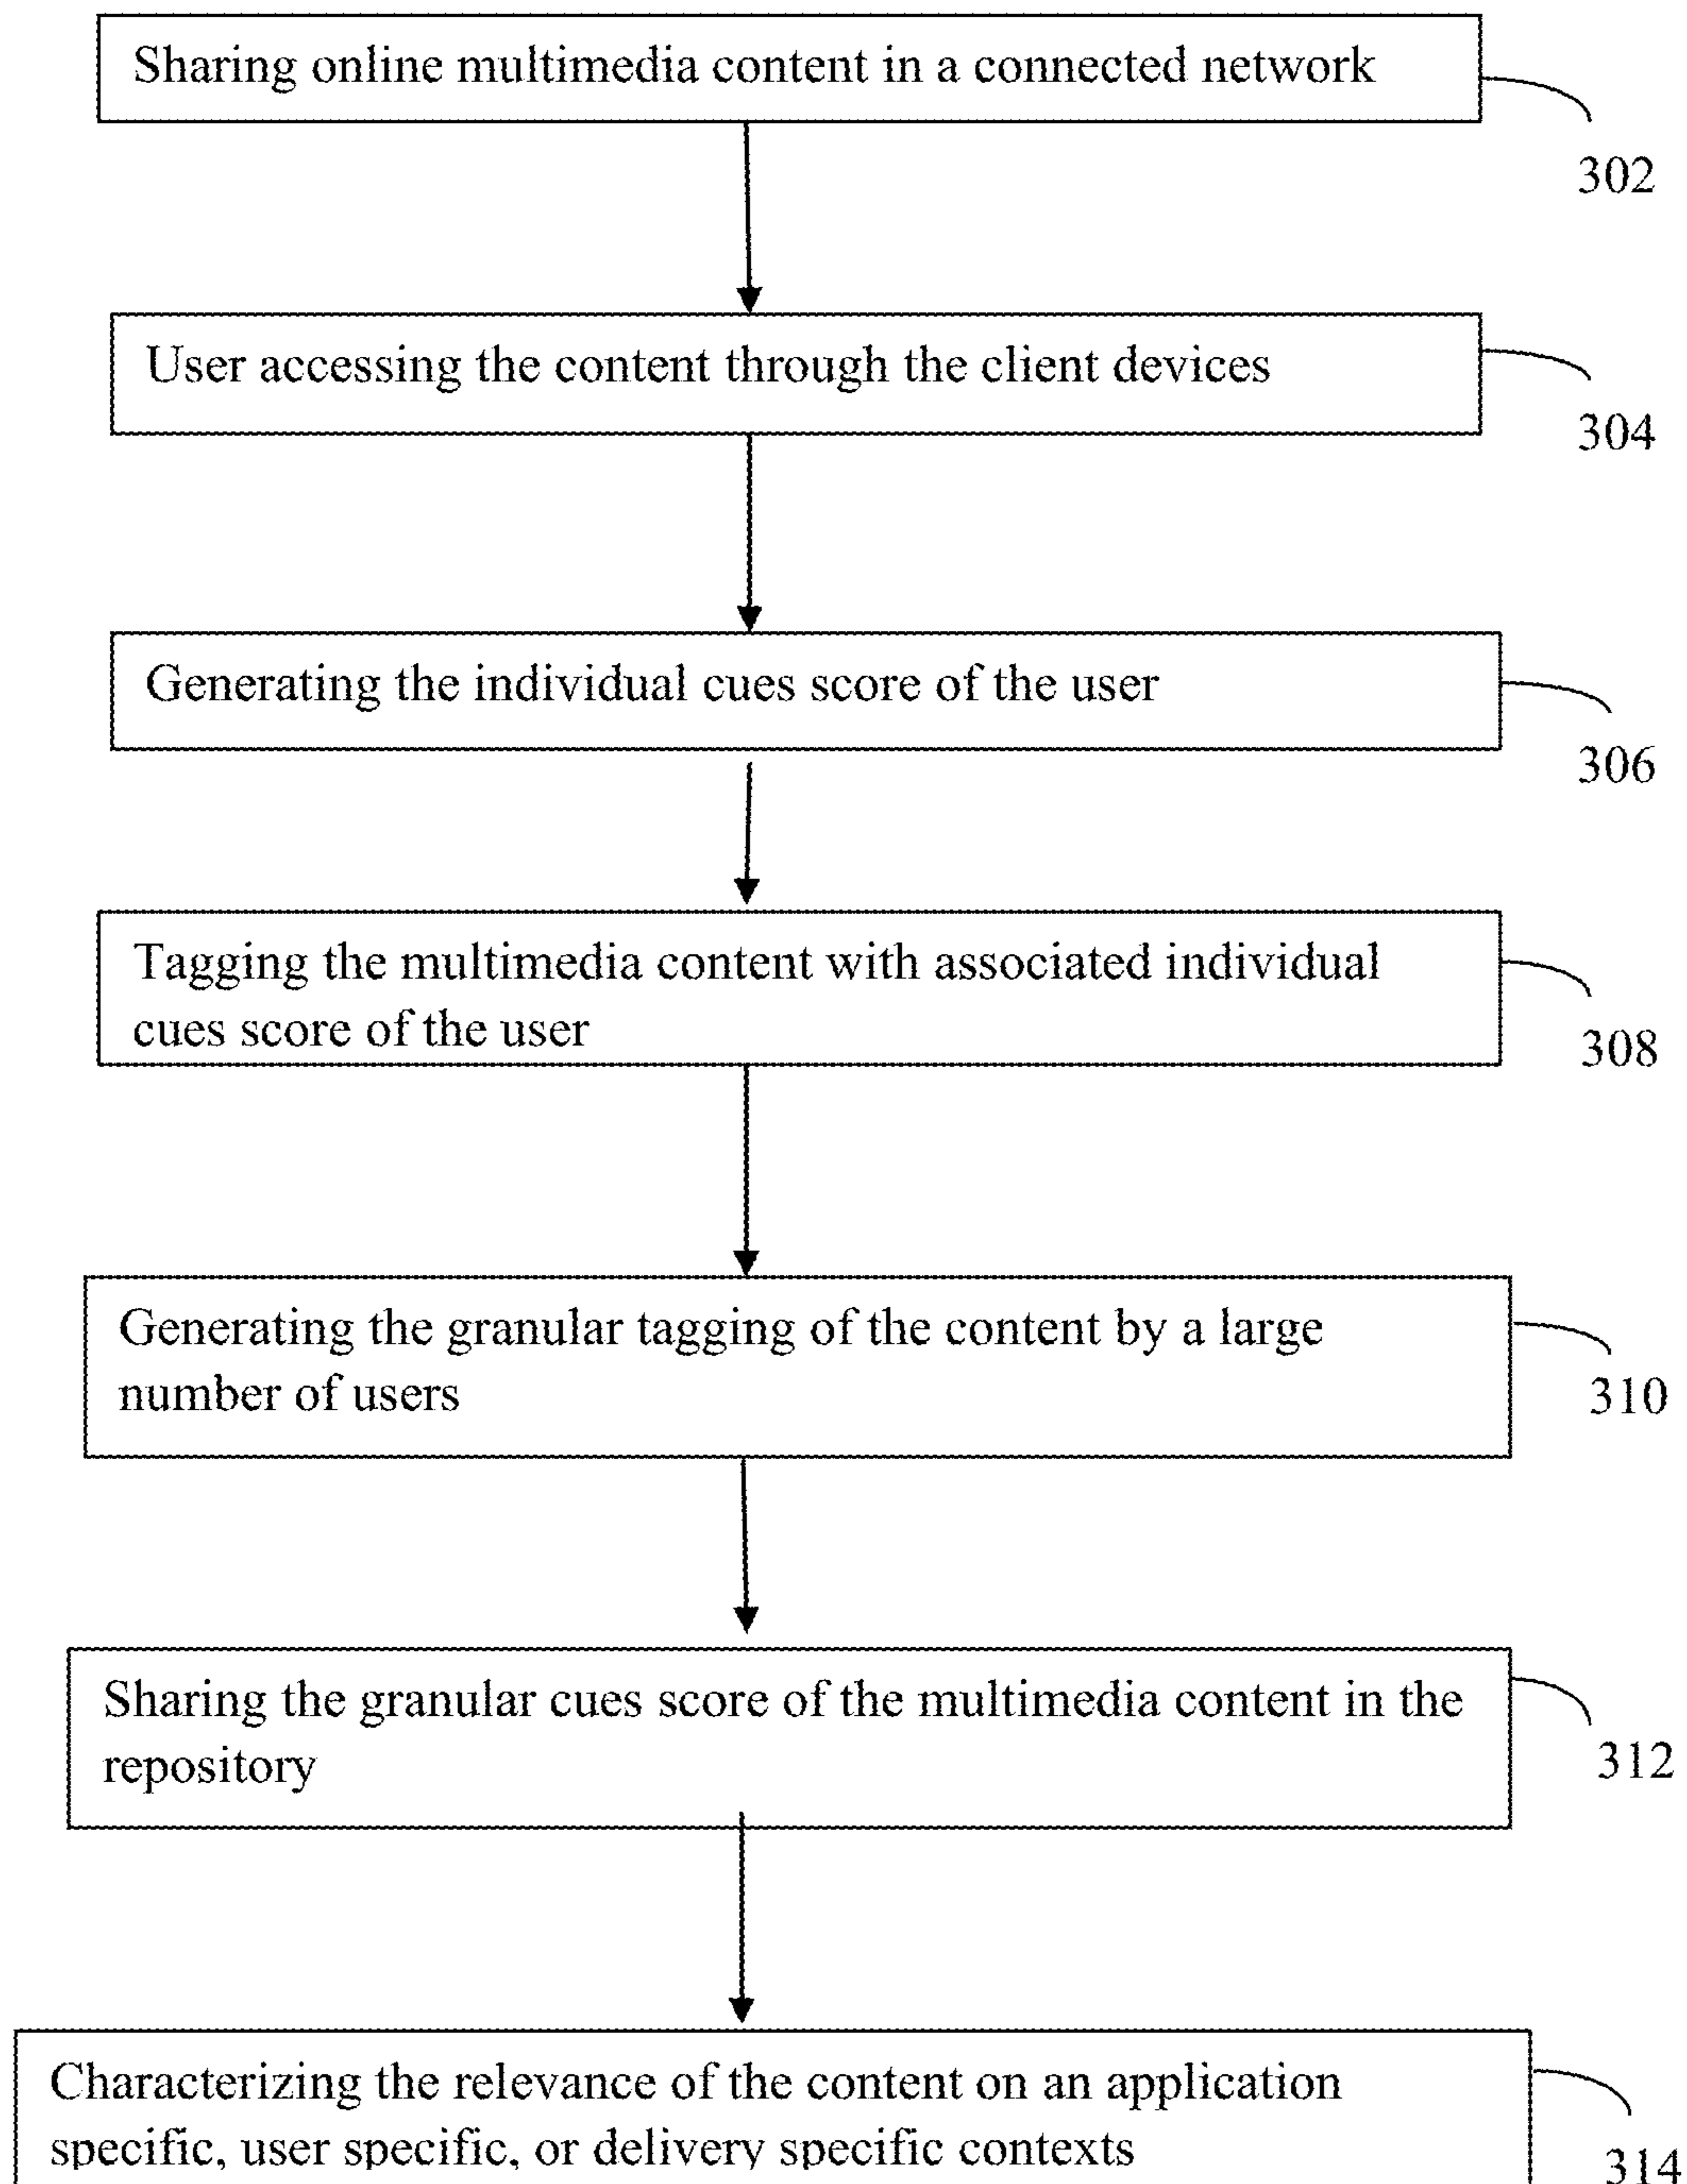 Sharing online multimedia content in a connected network
302
User accessing the content through the client devices
304
Generating the individual cues score of the user
306
Tagging the multimedia content with associated individual
cues score of the user
308
Generating the granular tagging of the content by a large
number of users
310
Sharing the granular cues score of the multimedia content in the
repository
312
Characterizing the relevance of the content on an application
specific, user specific, or delivery specific contexts
314